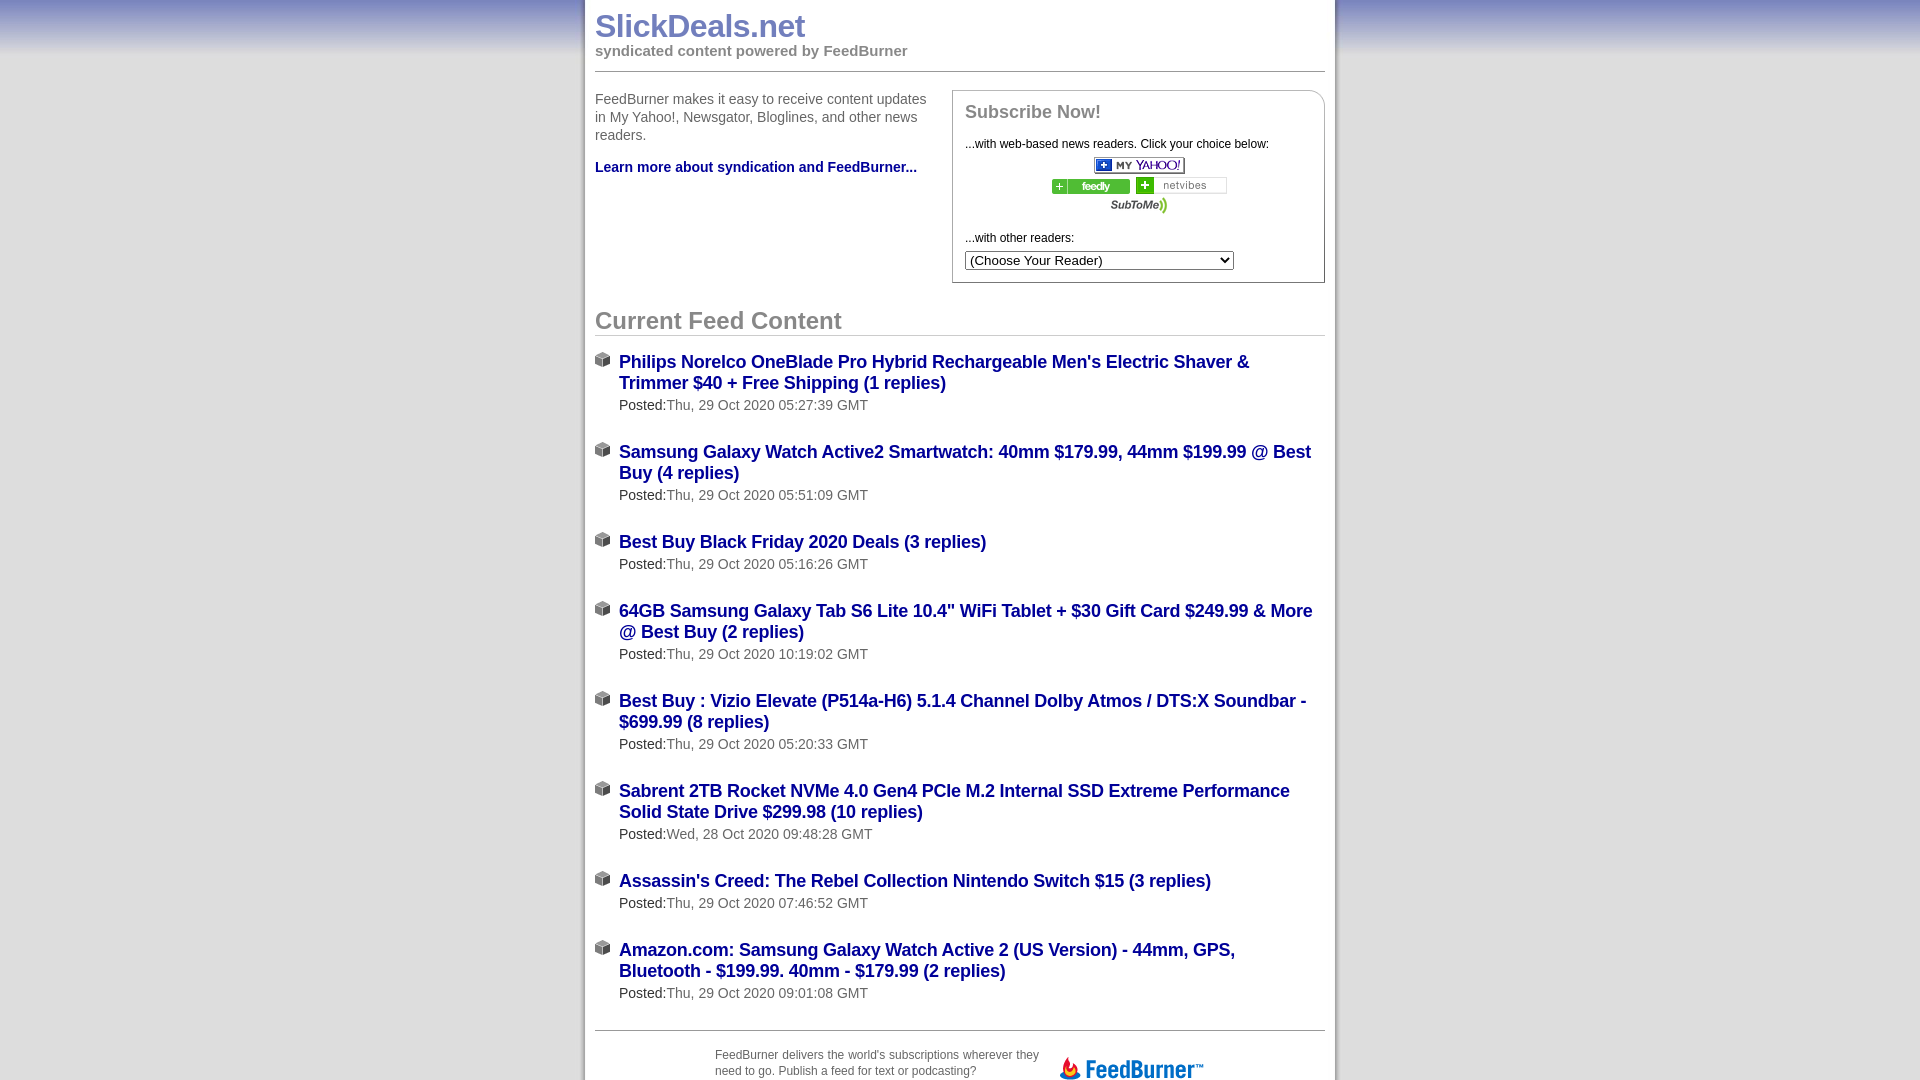 SlickDeals.net
syndicated content powered by FeedBurner
FeedBurner makes it easy to receive content updates
in My Yahoo!, Newsgator, Bloglines, and other news
readers.
Learn more about syndication and FeedBurner...
Subscribe Now!
...with web-based news readers. Click your choice below:
MY YAHOO!
feedly
netvibes
SubToMe
...with other readers:
(Choose Your Reader)
Current Feed Content
Philips Norelco OneBlade Pro Hybrid Rechargeable Men's Electric Shaver &
Trimmer $40 + Free Shipping (1 replies)
Posted:Thu, 29 Oct 2020 05:27:39 GMT
Samsung Galaxy Watch Active2 Smartwatch: 40mm $179.99, 44mm $199.99 @ Best
Buy (4 replies)
Posted:Thu, 29 Oct 2020 05:51:09 GMT
Best Buy Black Friday 2020 Deals (3 replies)
Posted:Thu, 29 Oct 2020 05:16:26 GMT
64GB Samsung Galaxy Tab S6 Lite 10.4" WiFi Tablet + $30 Gift Card $249.99 & More
@ Best Buy (2 replies)
Posted:Thu, 29 Oct 2020 10:19:02 GMT
Best Buy : Vizio Elevate (P514a-H6) 5.1.4 Channel Dolby Atmos / DTS:X Soundbar -
$699.99 (8 replies)
Posted:Thu, 29 Oct 2020 05:20:33 GMT
Sabrent 2TB Rocket NVMe 4.0 Gen4 PCIe M.2 Internal SSD Extreme Performance
Solid State Drive $299.98 (10 replies)
Posted:Wed, 28 Oct 2020 09:48:28 GMT
Assassin's Creed: The Rebel Collection Nintendo Switch $15 (3 replies)
Posted:Thu, 29 Oct 2020 07:46:52 GMT
Amazon.com: Samsung Galaxy Watch Active 2 (US Version) - 44mm, GPS,
Bluetooth - $199.99. 40mm - $179.99 (2 replies)
Posted:Thu, 29 Oct 2020 09:01:08 GMT
FeedBurner delivers the world's subscriptions wherever they
need to go. Publish a feed for text or podcasting?
FeedBurner™